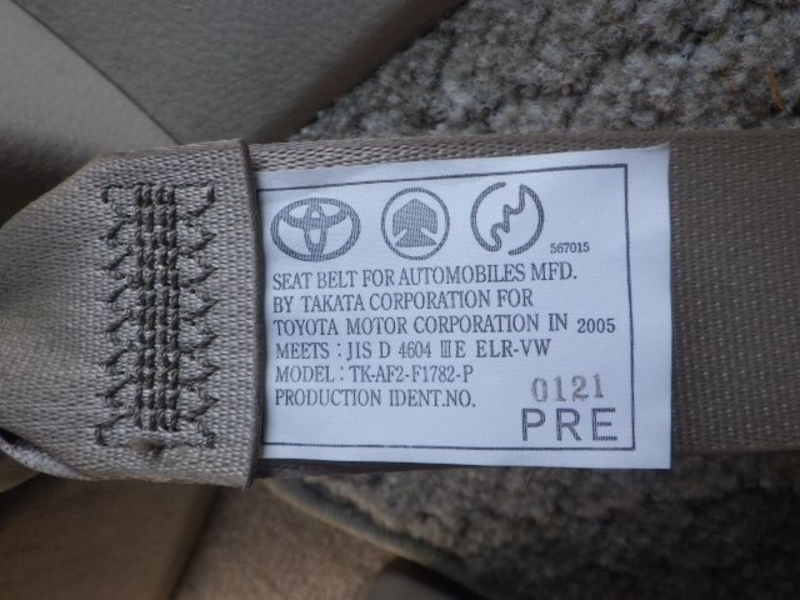 567015
SEAT BELT FOR AUTOMOBILES MFD.
BY TAKATA CORPORATION FOR
TOYOTA MOTOR CORPORATION IN 2005
MEETS : JIS D 4604 ⅢE ELR-VW
MODEL : TK-AF2-F1782-P
PRODUCTION IDENT.NO. 0121
PRE